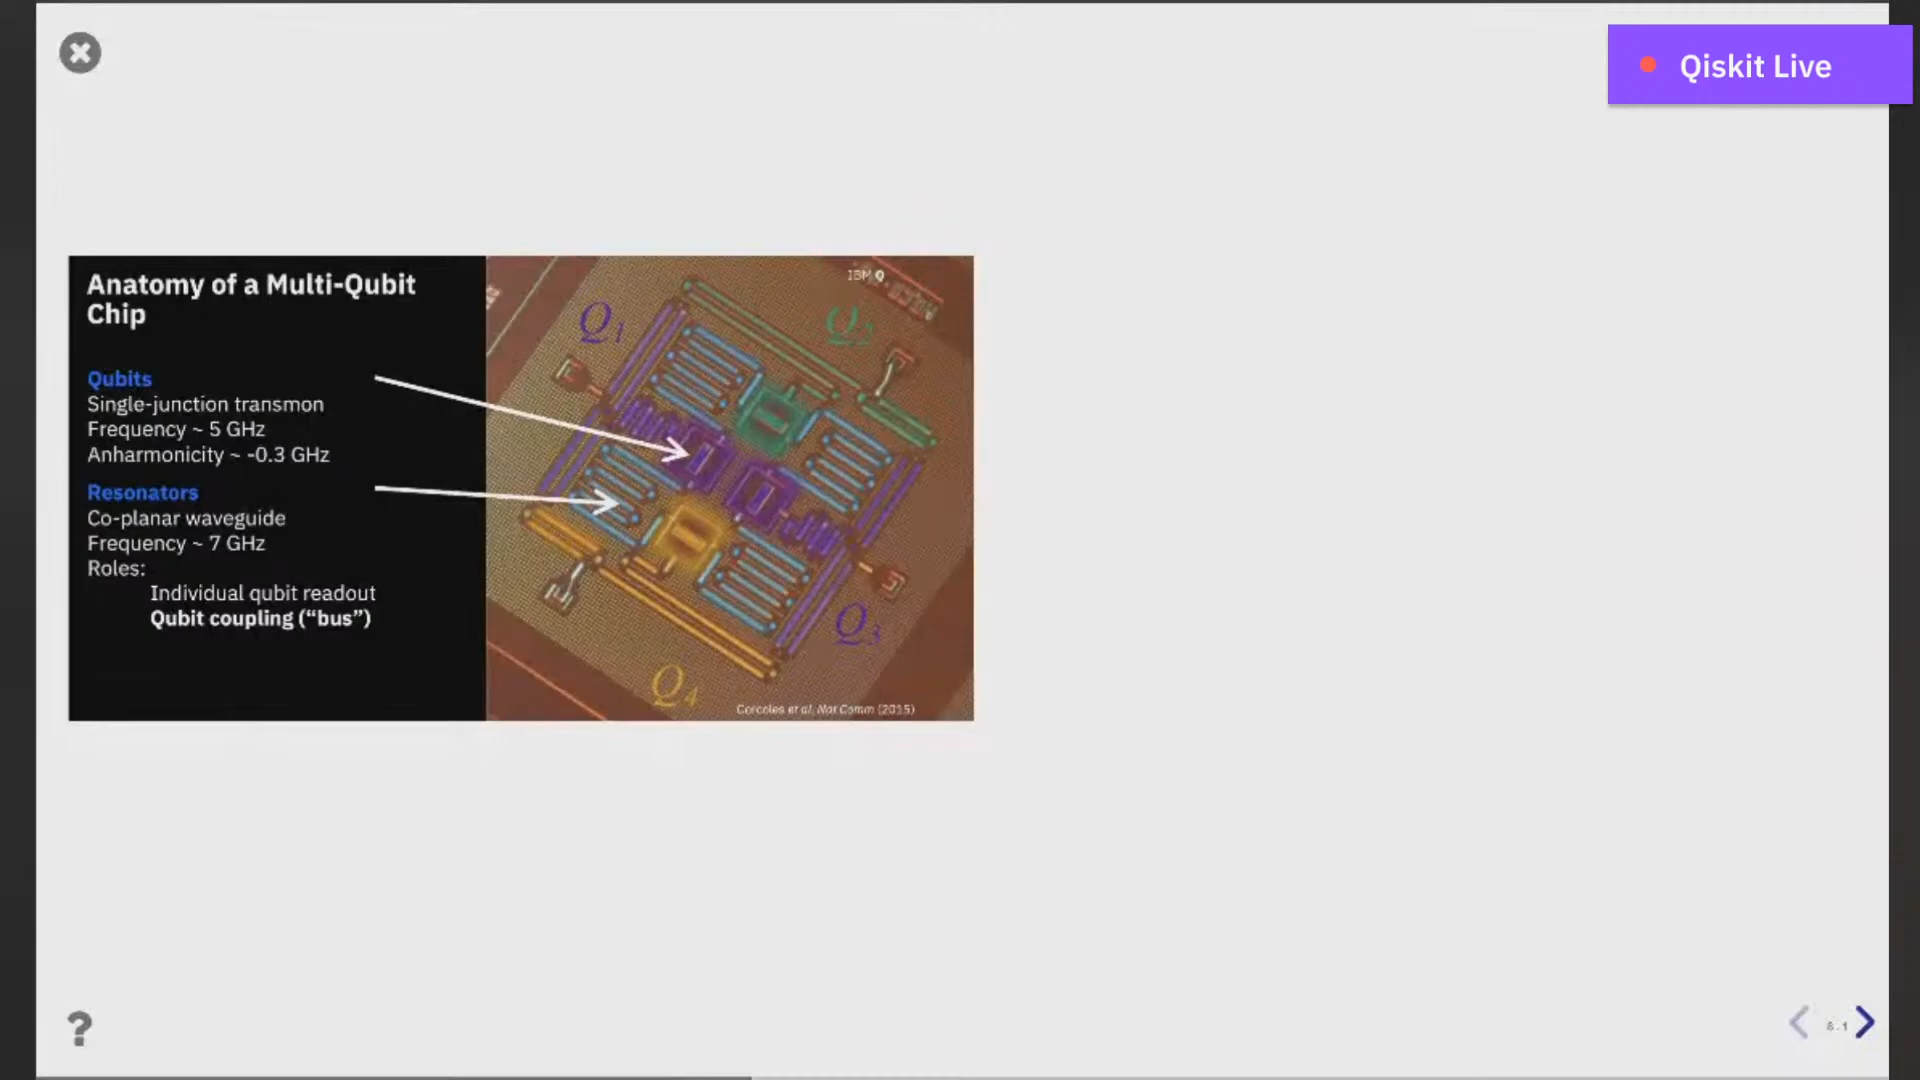 Qiskit Live
Anatomy of a Multi-Qubit
Chip
Qubits
Single-junction transmon
Frequency ~ 5 GHz
Anharmonicity ~ -0.3 GHz
Resonators
Co-planar waveguide
Frequency ~ 7 GHz
Roles:
Individual qubit readout
Qubit coupling (“bus”)
IBM Q
Q1
Q2
Q3
Q4
Corcoles et al, Nat Comm (2015)
?